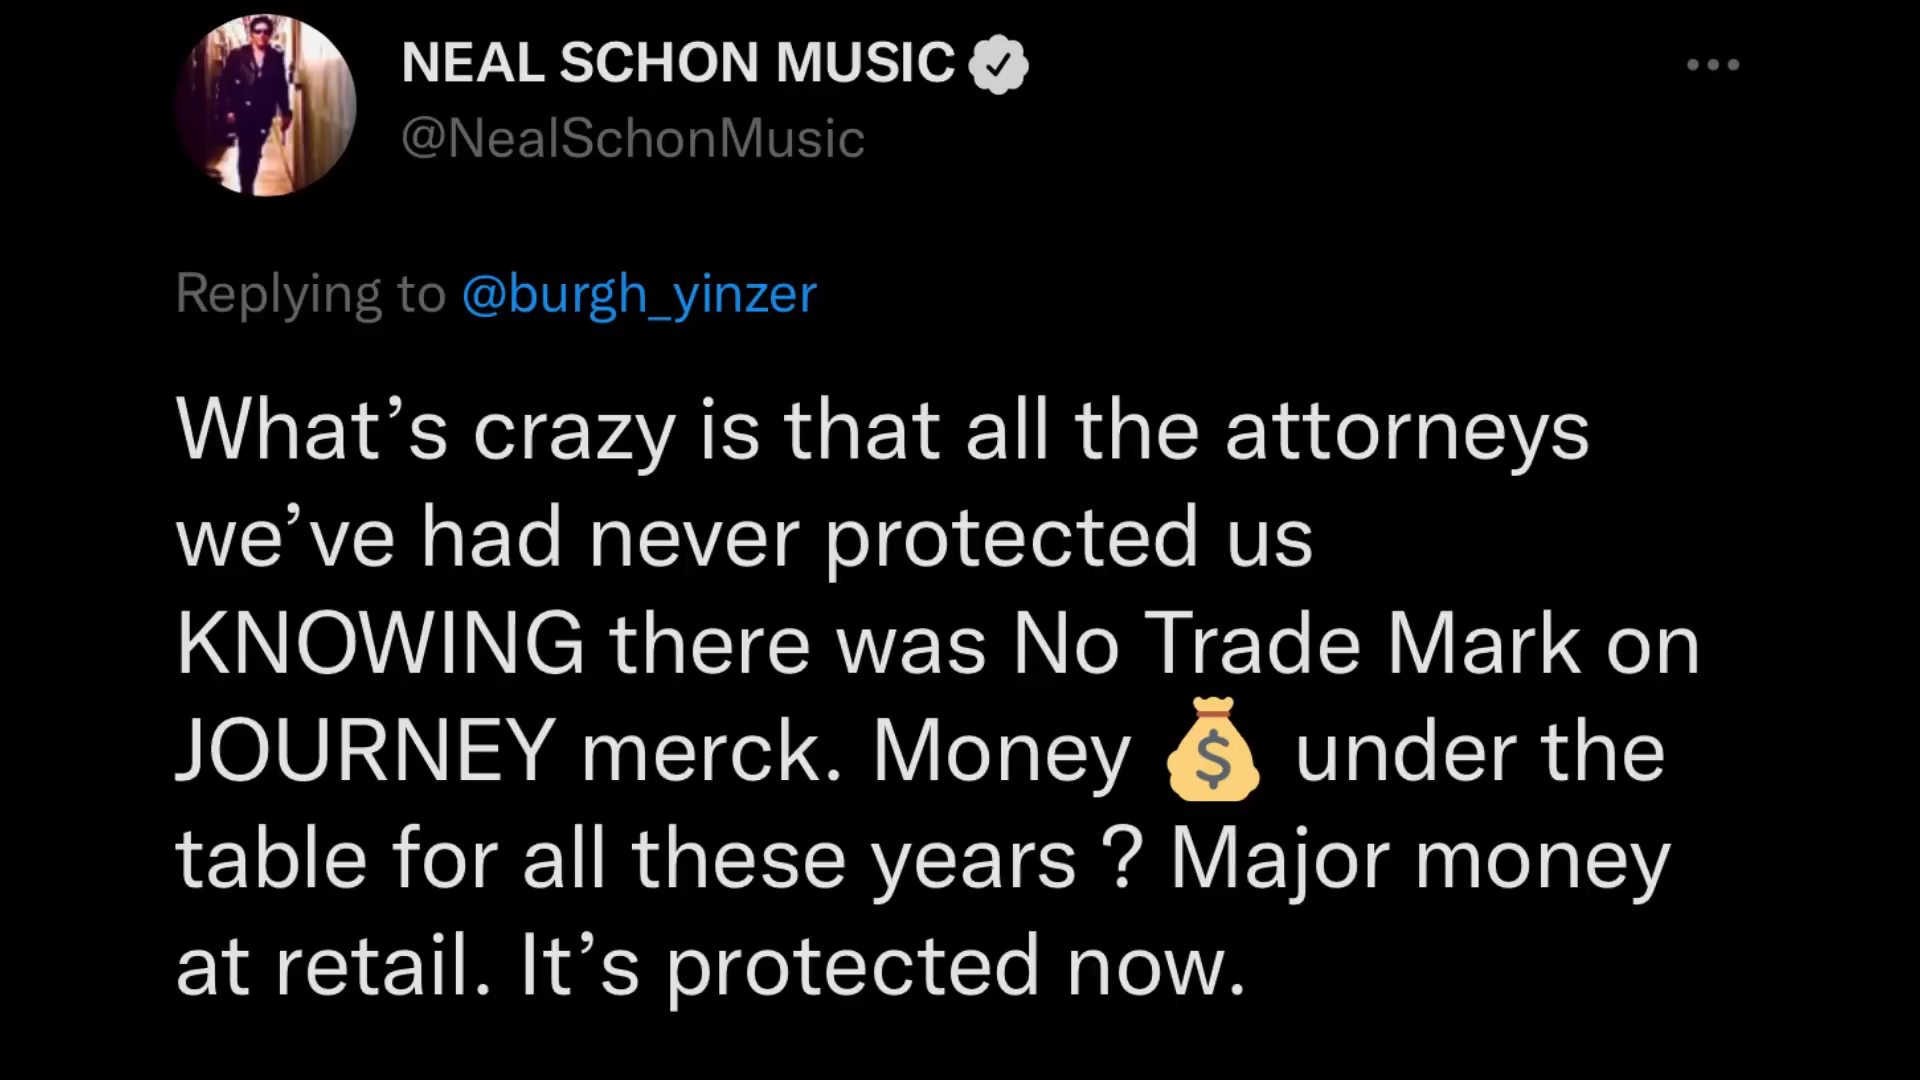 NEAL SCHON MUSIC
@NealSchonMusic
Replying to @burgh_yinzer
What’s crazy is that all the attorneys
we’ve had never protected us
KNOWING there was No Trade Mark on
JOURNEY merck. Money 💰 under the
table for all these years ? Major money
at retail. It’s protected now.